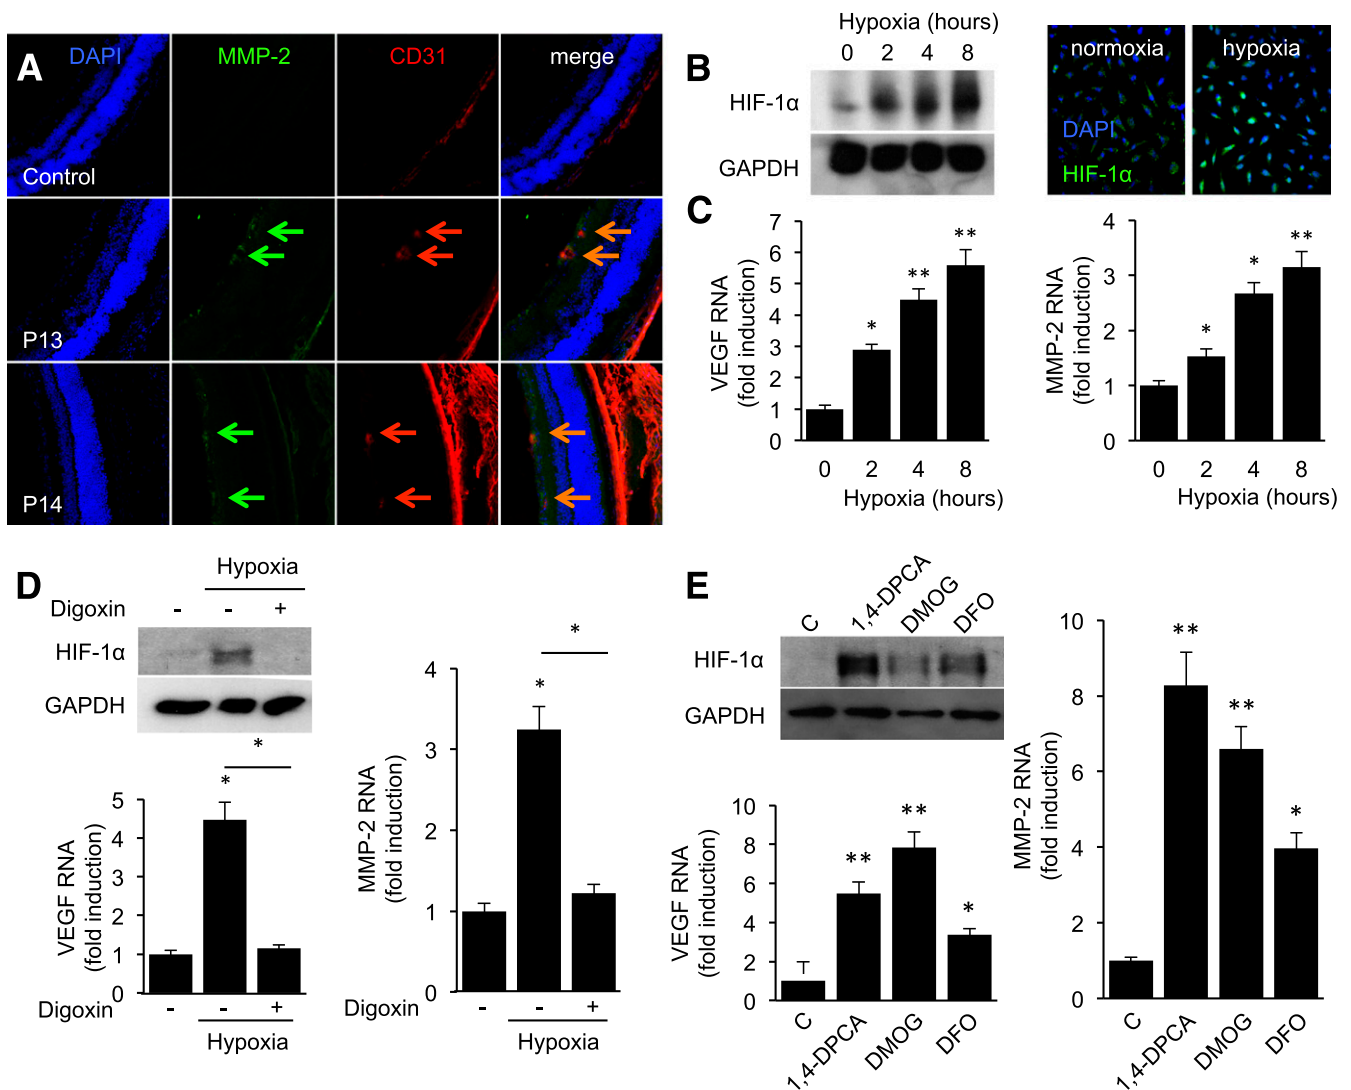 A
DAPI
MMP-2
CD31
merge
Control
P13
P14
B
Hypoxia (hours)
0 2 4 8
HIF-1α
GAPDH
normoxia
hypoxia
DAPI
HIF-1α
C
VEGF RNA
(fold induction)
7
6
5
4
3
2
1
0
*
**
**
0 2 4 8
Hypoxia (hours)
MMP-2 RNA
(fold induction)
4
3
2
1
0
*
*
**
0 2 4 8
Hypoxia (hours)
D
Hypoxia
Digoxin - - +
HIF-1α
GAPDH
VEGF RNA
(fold induction)
5
4
3
2
1
0
*
*
Digoxin - - +
Hypoxia
MMP-2 RNA
(fold induction)
4
3
2
1
0
*
*
Digoxin - - +
Hypoxia
E
C 1,4-DPCA DMOG DFO
HIF-1α
GAPDH
VEGF RNA
(fold induction)
10
8
6
4
2
0
**
**
*
C 1,4-DPCA DMOG DFO
MMP-2 RNA
(fold induction)
10
8
6
4
2
0
**
**
*
C 1,4-DPCA DMOG DFO